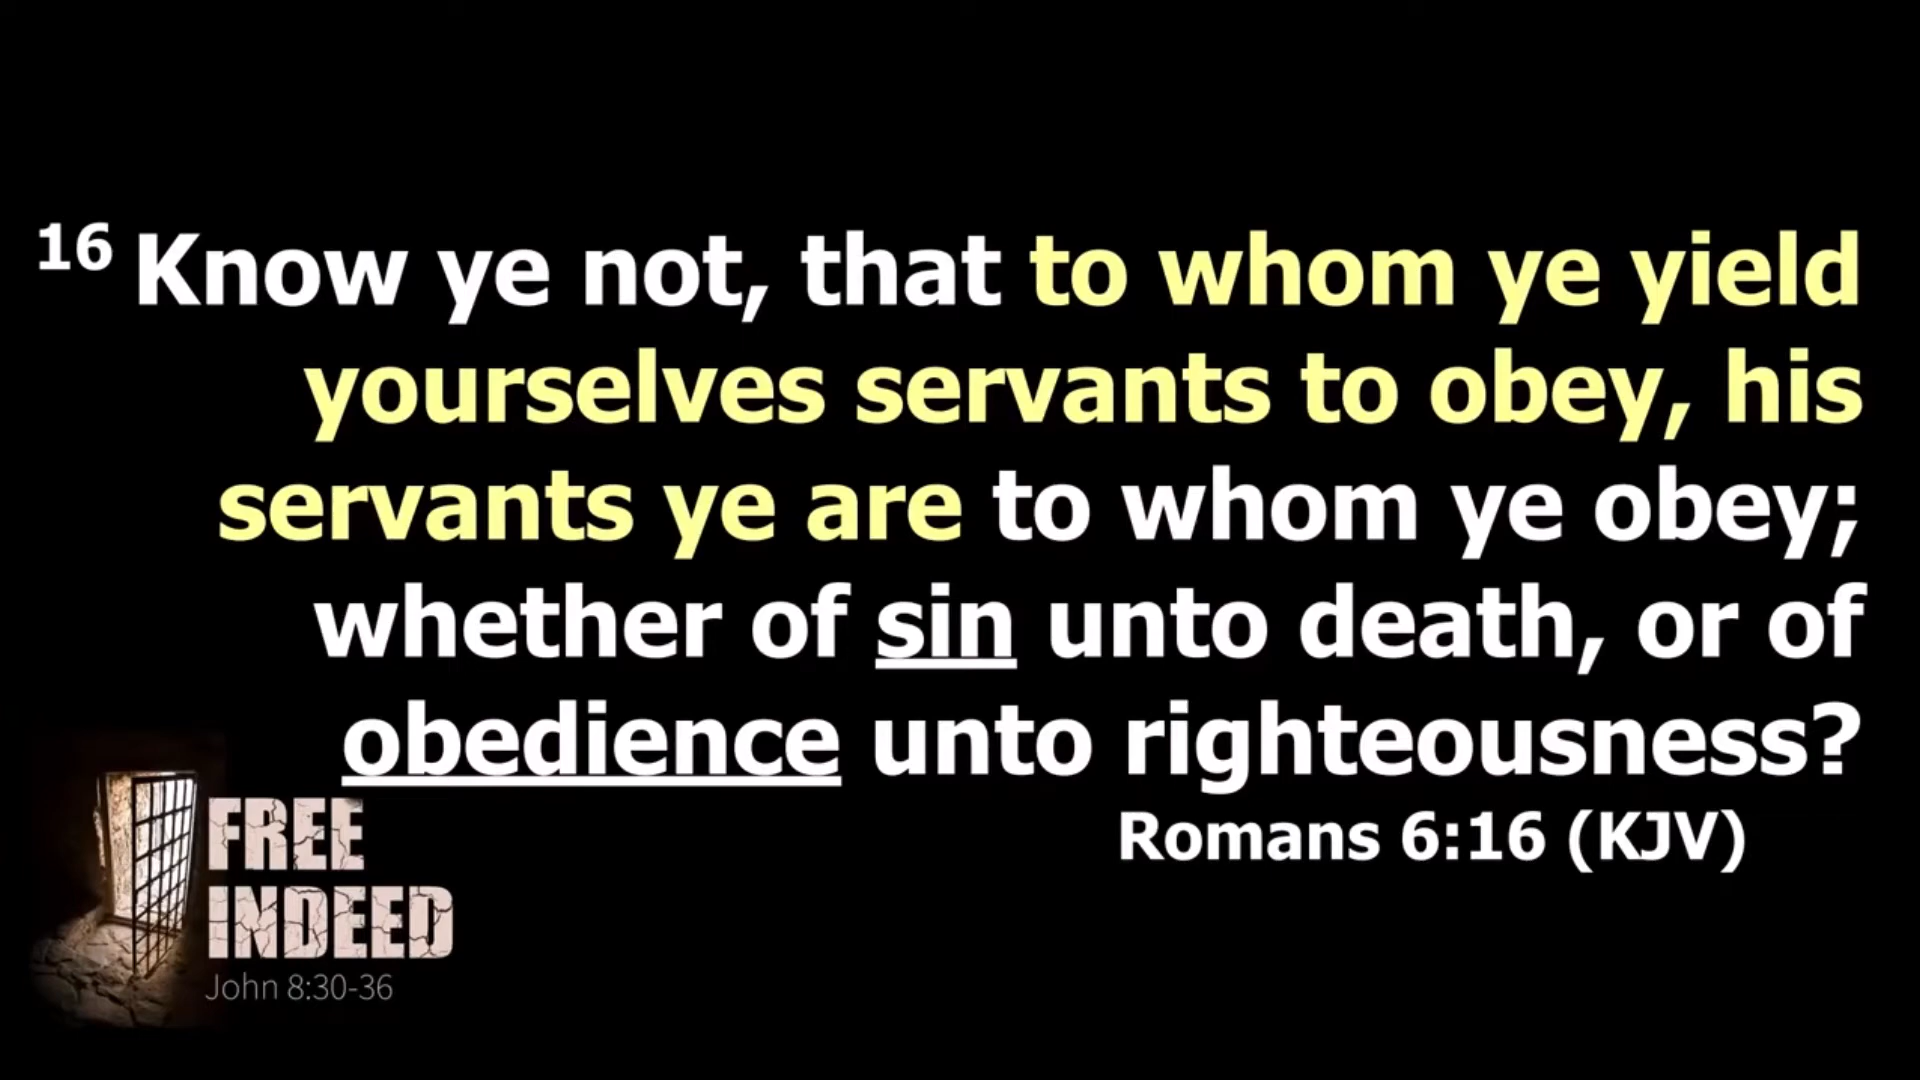 16 Know ye not, that to whom ye yield
yourselves servants to obey, his
servants ye are to whom ye obey;
whether of sin unto death, or of
obedience unto righteousness?
Romans 6:16 (KJV)
FREE
INDEED
John 8:30-36